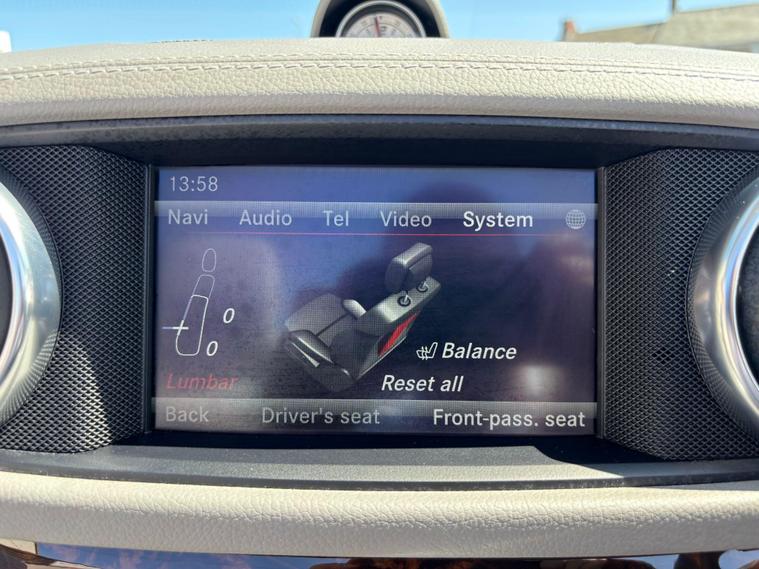 13:58
Navi Audio Tel Video System
0
0
Balance
Lumbar Reset all
Back Driver's seat Front-pass. seat